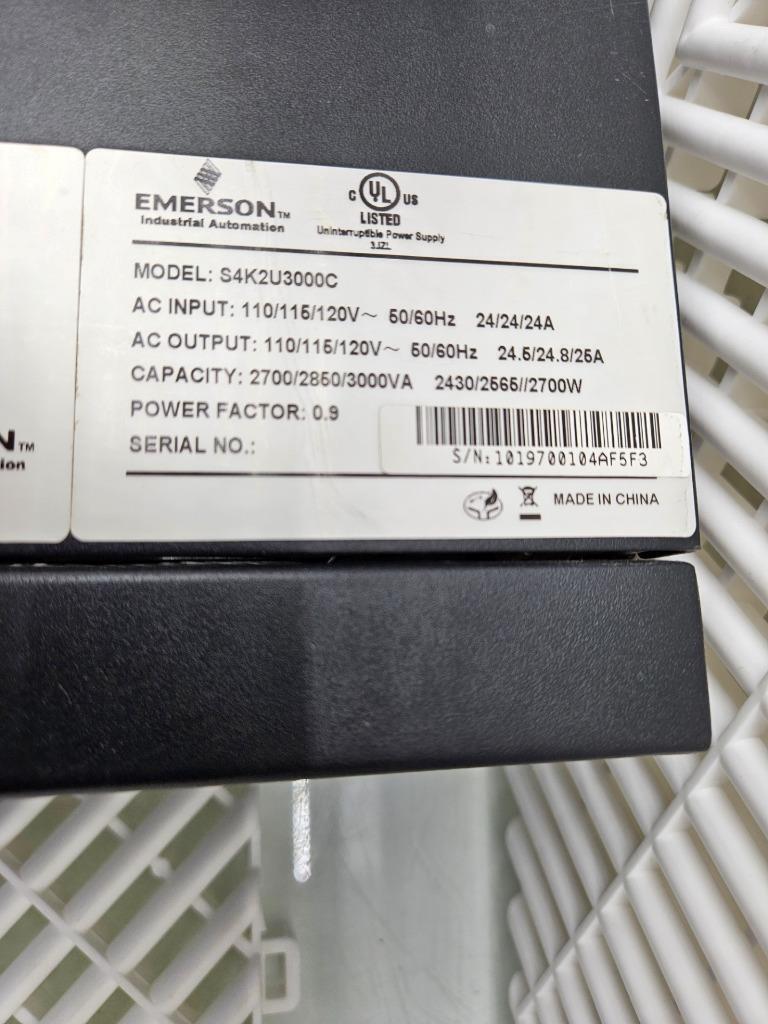 EMERSON™
Industrial Automation
C UL US
LISTED
Uninterruptible Power Supply
3JZL
MODEL: S4K2U3000C
AC INPUT: 110/115/120V~ 50/60Hz 24/24/24A
AC OUTPUT: 110/115/120V~ 50/60Hz 24.5/24.8/25A
CAPACITY: 2700/2850/3000VA 2430/2565//2700W
POWER FACTOR: 0.9
SERIAL NO.:
S/N:1019700104AF5F3
MADE IN CHINA
N™
ion